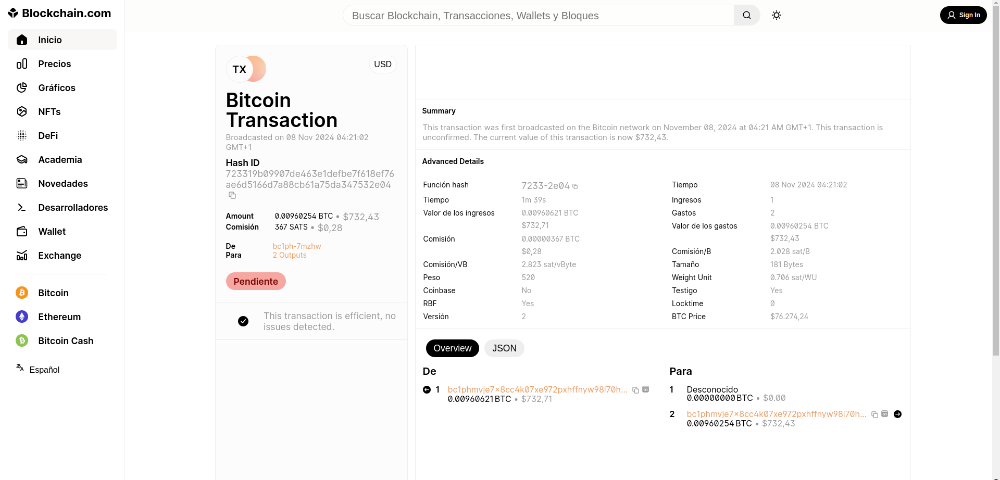 Blockchain.com
Inicio
Precios
Gráficos
NFTs
DeFi
Academia
Novedades
Desarrolladores
Wallet
Exchange
Bitcoin
Ethereum
Bitcoin Cash
Español
Buscar Blockchain, Transacciones, Wallets y Bloques
Sign In
TX
USD
Bitcoin
Transaction
Broadcasted on 08 Nov 2024 04:21:02
GMT+1
Hash ID
723319b09907de463e1defbe7f618ef76
ae6d5166d7a88cb61a75da347532e04
Amount 0.00960254 BTC • $732,43
Comisión 367 SATS • $0,28
De bc1ph-7mzhw
Para 2 Outputs
Pendiente
This transaction is efficient, no
issues detected.
Summary
This transaction was first broadcasted on the Bitcoin network on November 08, 2024 at 04:21 AM GMT+1. This transaction is
unconfirmed. The current value of this transaction is now $732,43.
Advanced Details
Función hash 7233-2e04
Tiempo 1m 39s
Valor de los ingresos 0.00960621 BTC
$732,71
Comisión 0.00000367 BTC
$0,28
Comisión/VB 2.823 sat/vByte
Peso 520
Coinbase No
RBF Yes
Versión 2
Tiempo 08 Nov 2024 04:21:02
Ingresos 1
Gastos 2
Valor de los gastos 0.00960254 BTC
$732,43
Comisión/B 2.028 sat/B
Tamaño 181 Bytes
Weight Unit 0.706 sat/WU
Testigo Yes
Locktime 0
BTC Price $76.274,24
Overview JSON
De
1 bc1phmvje7x8cc4k07xe972pxhffnyw98l70h...
0.00960621 BTC • $732,71
Para
1 Desconocido
0.00000000 BTC • $0.00
2 bc1phmvje7x8cc4k07xe972pxhffnyw98l70h...
0.00960254 BTC • $732,43